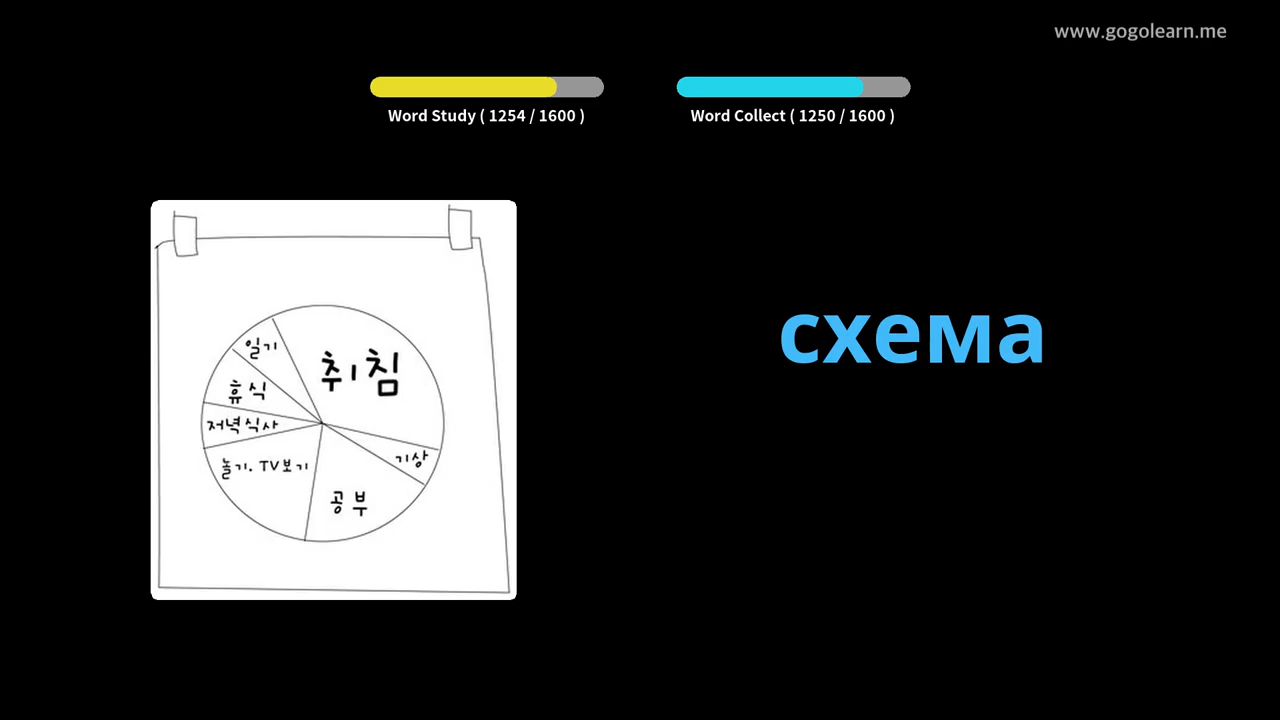 www.gogolearn.me
Word Study ( 1254 / 1600 )
Word Collect ( 1250 / 1600 )
схема
일기
취침
휴식
저녁식사
놀기. TV보기
기상
공부